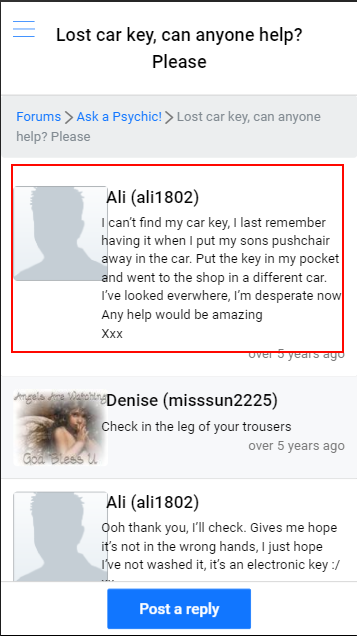 Lost car key, can anyone help?
Please
Forums > Ask a Psychic! > Lost car key, can anyone
help? Please
Ali (ali1802)
I can't find my car key, I last remember
having it when I put my sons pushchair
away in the car. Put the key in my pocket
and went to the shop in a different car.
I've looked everwhere, I'm desperate now
Any help would be amazing
Xxx
over 5 years ago
Angels Are Watching
God Bless U
Denise (misssun2225)
Check in the leg of your trousers
over 5 years ago
Ali (ali1802)
Ooh thank you, I'll check. Gives me hope
it's not in the wrong hands, I just hope
I've not washed it, it's an electronic key :/
Post a reply